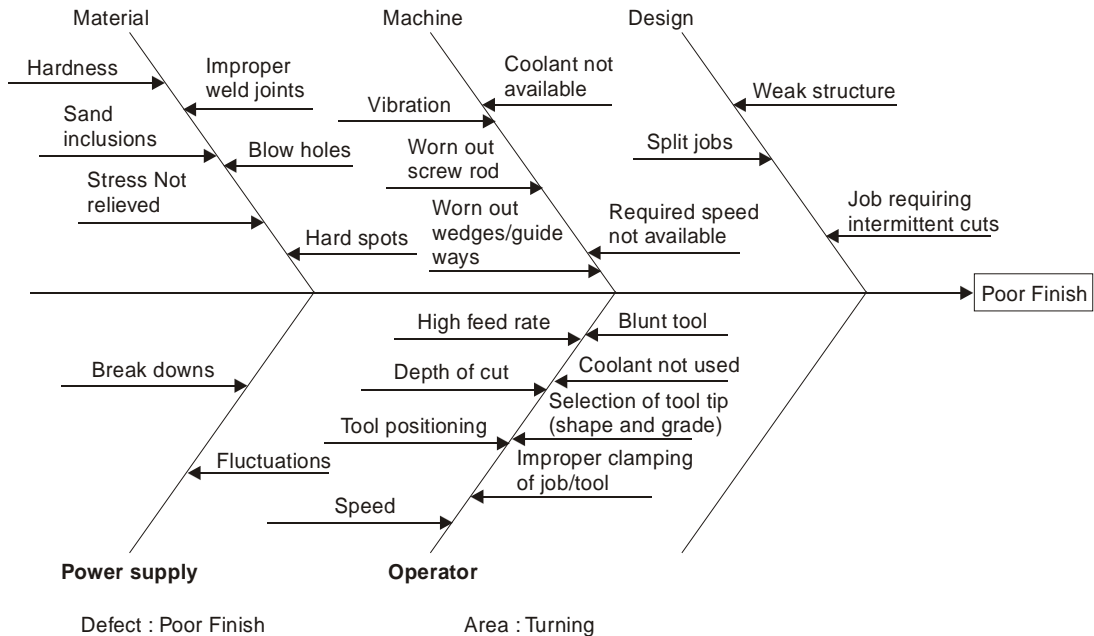 Material
Machine
Design
Hardness
Improper
weld joints
Sand
inclusions
Blow holes
Stress Not
relieved
Hard spots
Coolant not
available
Vibration
Worn out
screw rod
Worn out
wedges/guide
ways
Required speed
not available
Weak structure
Split jobs
Job requiring
intermittent cuts
Poor Finish
Break downs
Fluctuations
High feed rate
Blunt tool
Depth of cut
Coolant not used
Tool positioning
Selection of tool tip
(shape and grade)
Improper clamping
of job/tool
Speed
Power supply
Operator
Defect : Poor Finish
Area : Turning